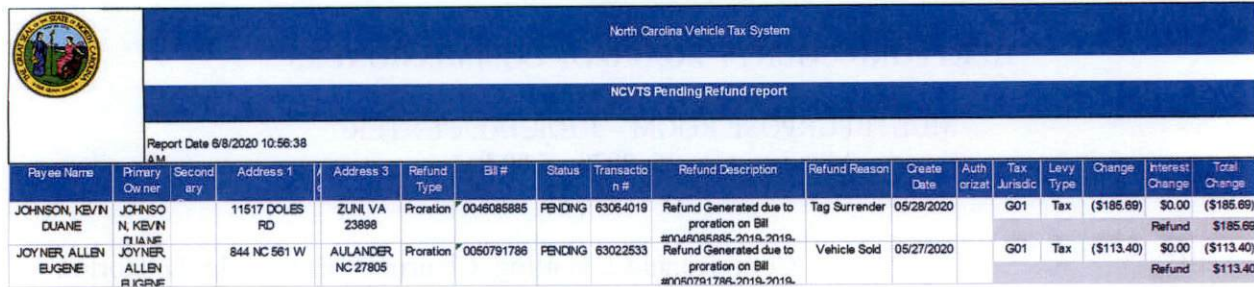 North Carolina Vehicle Tax System
NCVTS Pending Refund report
Report Date 6/8/2020 10:56:38
AM
Payee Name Primary Owner Second ary Address 1 Address 3 Refund Type Bill # Status Transactio n # Refund Description Refund Reason Create Date Auth orizat Tax Jurisdic Levy Type Change Interest Change Total Change
JOHNSON, KEVIN DUANE JOHNSO N, KEVIN DUANE 11517 DOLES RD ZUNI, VA 23898 Proration 0046085885 PENDING 63064019 Refund Generated due to proration on Bill #0046085885-2019-2019- Tag Surrender 05/28/2020 G01 Tax ($185.69) $0.00 ($185.69)
Refund $185.69
JOYNER, ALLEN EUGENE JOYNER, ALLEN EUGENE 844 NC 561 W AULANDER, NC 27805 Proration 0050791786 PENDING 63022533 Refund Generated due to proration on Bill #0050791786-2019-2019- Vehicle Sold 05/27/2020 G01 Tax ($113.40) $0.00 ($113.40)
Refund $113.40